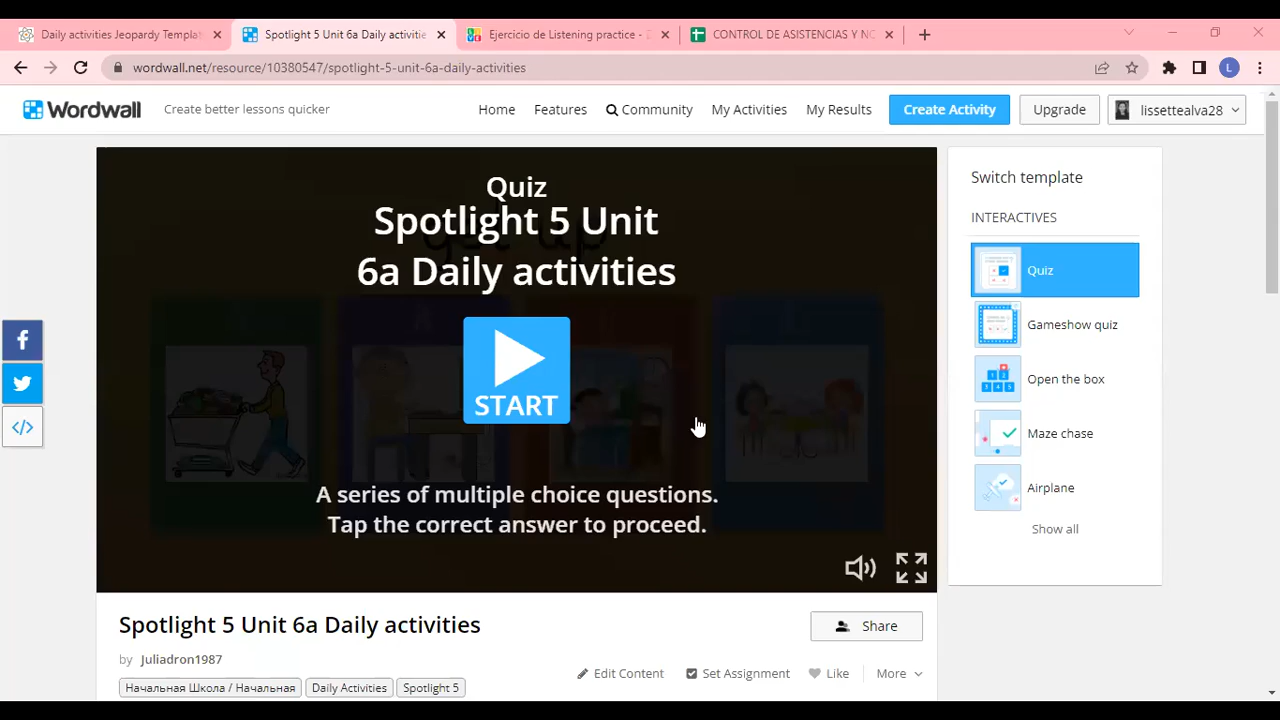 Daily activities Jeopardy Templa
Spotlight 5 Unit 6a Daily activitie
Ejercicio de Listening practice -
CONTROL DE ASISTENCIAS Y NO
wordwall.net/resource/10380547/spotlight-5-unit-6a-daily-activities
L
Wordwall
Create better lessons quicker
Home
Features
Community
My Activities
My Results
Create Activity
Upgrade
lissettealva28
Quiz
Spotlight 5 Unit
6a Daily activities
START
A series of multiple choice questions.
Tap the correct answer to proceed.
Switch template
INTERACTIVES
Quiz
Gameshow quiz
Open the box
Maze chase
Airplane
Show all
Spotlight 5 Unit 6a Daily activities
Share
by Juliadron1987
Edit Content
Set Assignment
Like
More
Начальная Школа / Начальная
Daily Activities
Spotlight 5